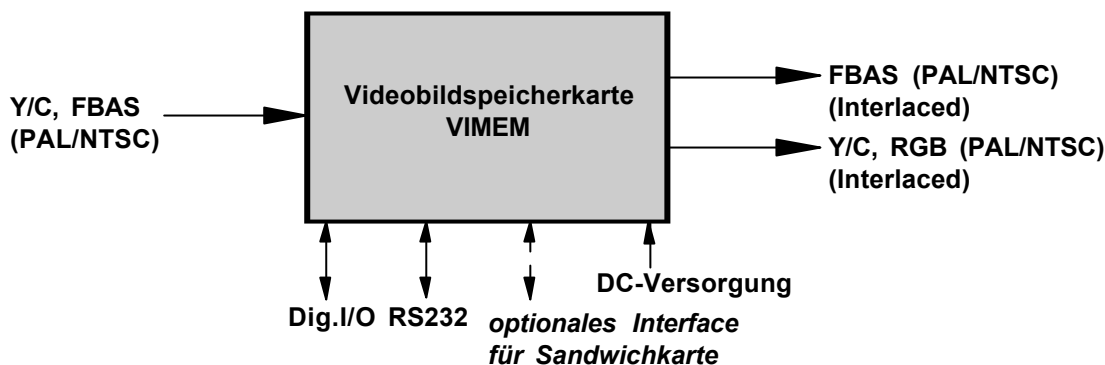 Y/C, FBAS
(PAL/NTSC)
Videobildspeicherkarte
VIMEM
FBAS (PAL/NTSC)
(Interlaced)
Y/C, RGB (PAL/NTSC)
(Interlaced)
Dig.I/O
RS232
optionales Interface
für Sandwichkarte
DC-Versorgung